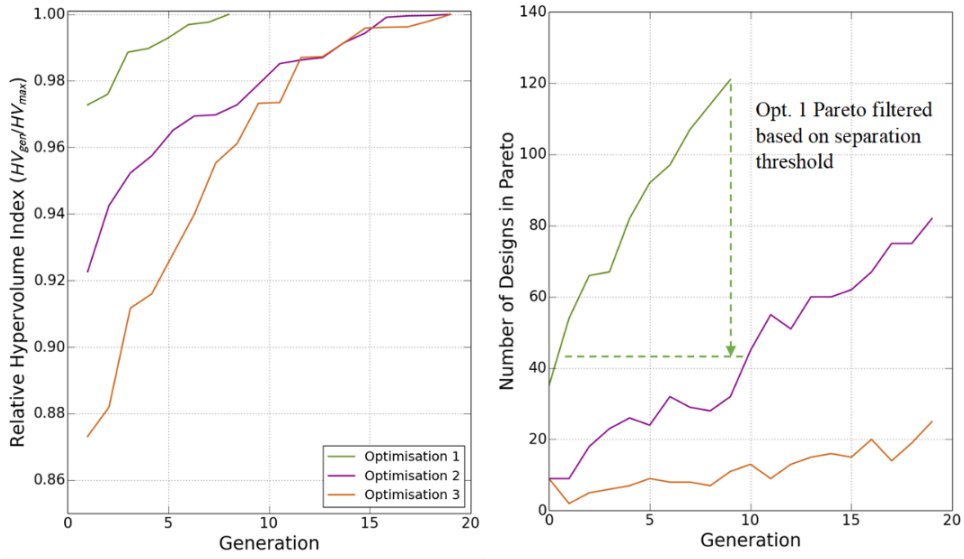 Relative Hypervolume Index (HVgen/HVmax)
1.00
0.98
0.96
0.94
0.92
0.90
0.88
0.86
0
5
10
15
20
Generation
Optimisation 1
Optimisation 2
Optimisation 3
Number of Designs in Pareto
140
120
100
80
60
40
20
0
0
5
10
15
20
Generation
Opt. 1 Pareto filtered
based on separation
threshold